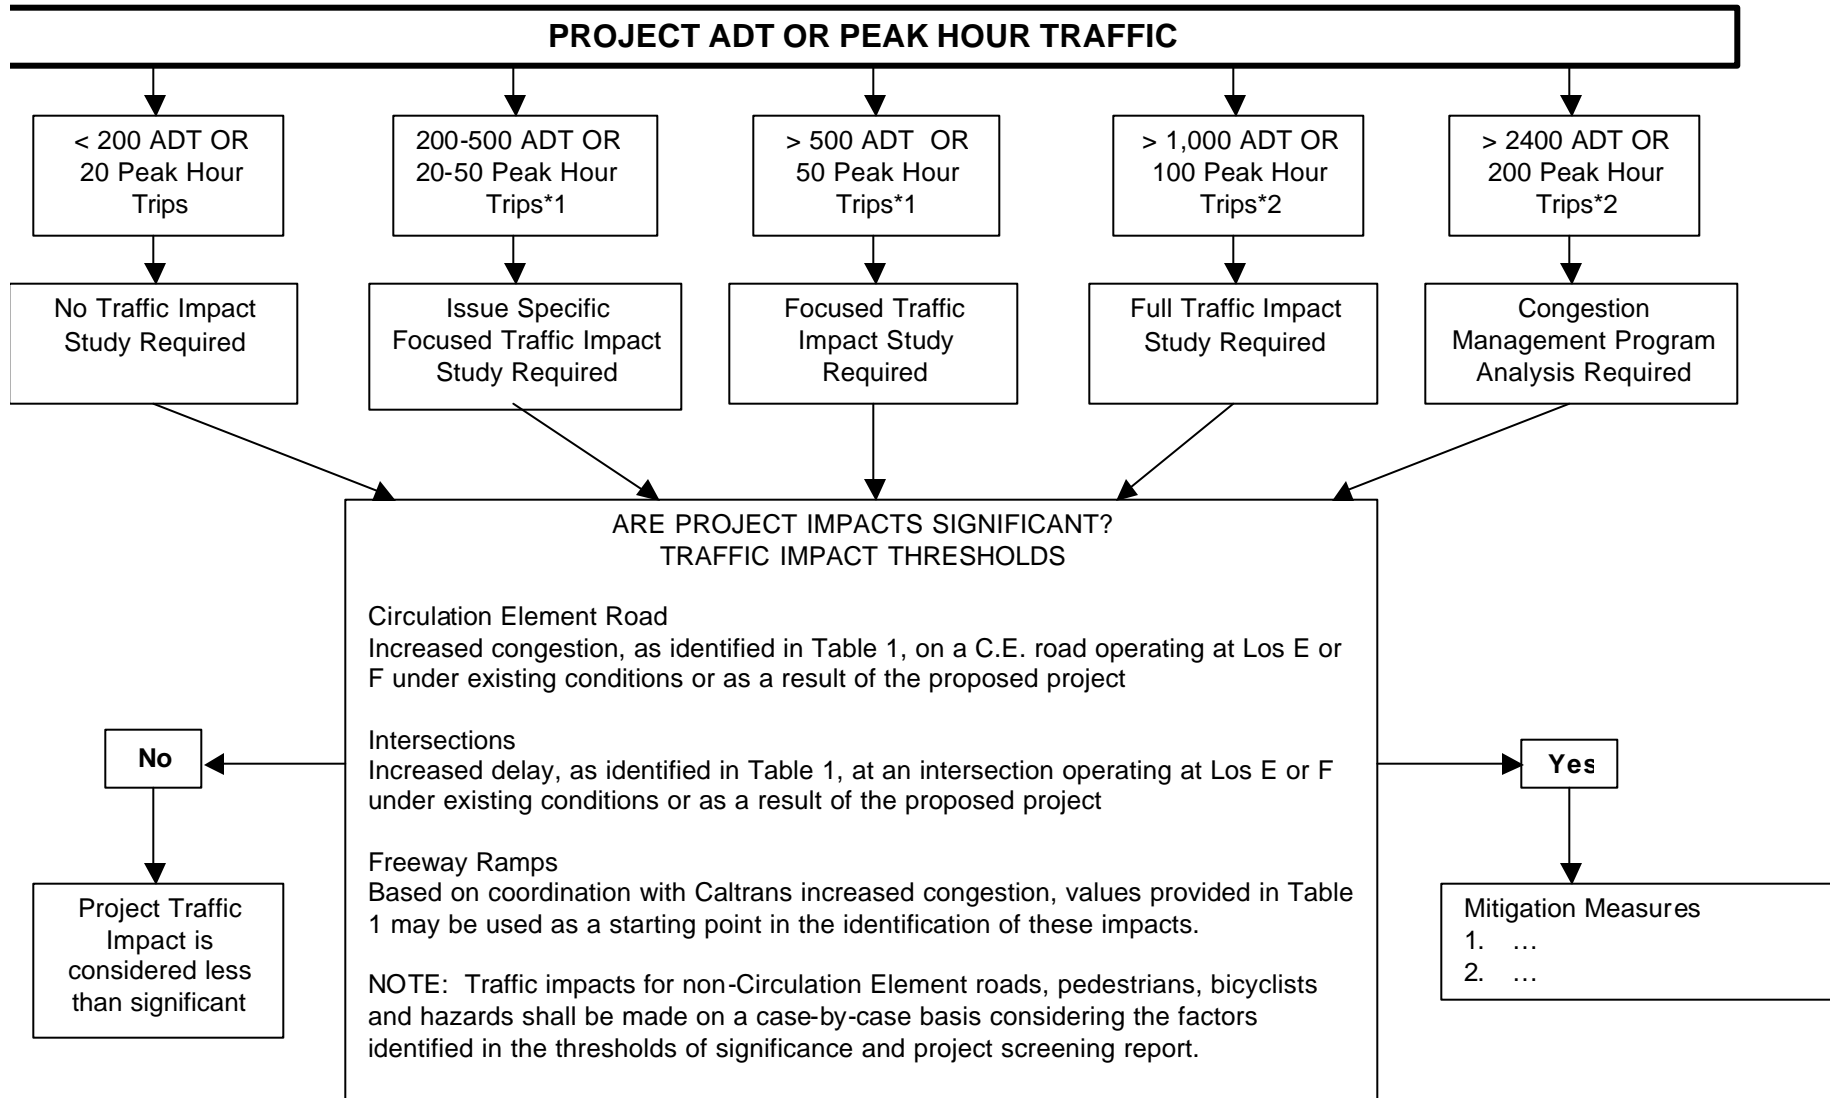 PROJECT ADT OR PEAK HOUR TRAFFIC
< 200 ADT OR
20 Peak Hour
Trips
200-500 ADT OR
20-50 Peak Hour
Trips*1
> 500 ADT OR
50 Peak Hour
Trips*1
> 1,000 ADT OR
100 Peak Hour
Trips*2
> 2400 ADT OR
200 Peak Hour
Trips*2
No Traffic Impact
Study Required
Issue Specific
Focused Traffic Impact
Study Required
Focused Traffic
Impact Study
Required
Full Traffic Impact
Study Required
Congestion
Management Program
Analysis Required
ARE PROJECT IMPACTS SIGNIFICANT?
TRAFFIC IMPACT THRESHOLDS
Circulation Element Road
Increased congestion, as identified in Table 1, on a C.E. road operating at Los E or
F under existing conditions or as a result of the proposed project
Intersections
Increased delay, as identified in Table 1, at an intersection operating at Los E or F
under existing conditions or as a result of the proposed project
Freeway Ramps
Based on coordination with Caltrans increased congestion, values provided in Table
1 may be used as a starting point in the identification of these impacts.
NOTE: Traffic impacts for non-Circulation Element roads, pedestrians, bicyclists
and hazards shall be made on a case-by-case basis considering the factors
identified in the thresholds of significance and project screening report.
No
Project Traffic
Impact is
considered less
than significant
Yes
Mitigation Measures
1. …
2. …